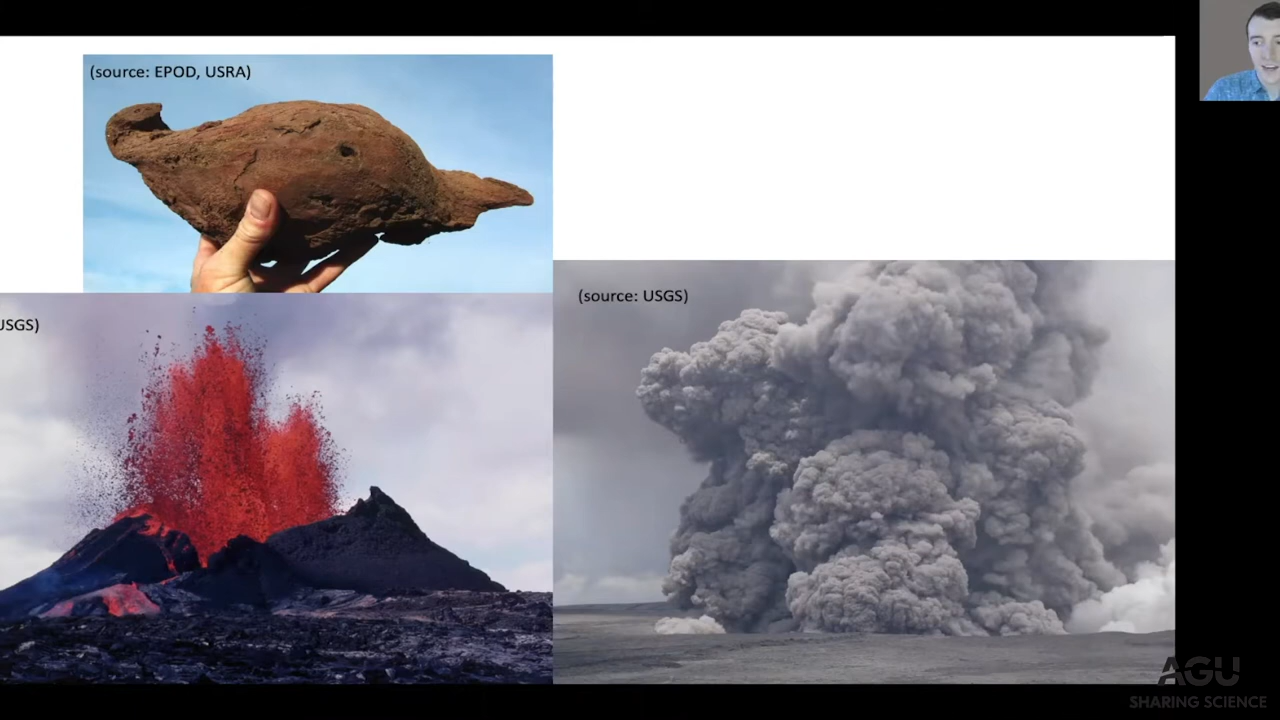 (source: EPOD, USRA)
(source: USGS)
USGS)
AGU
SHARING SCIENCE